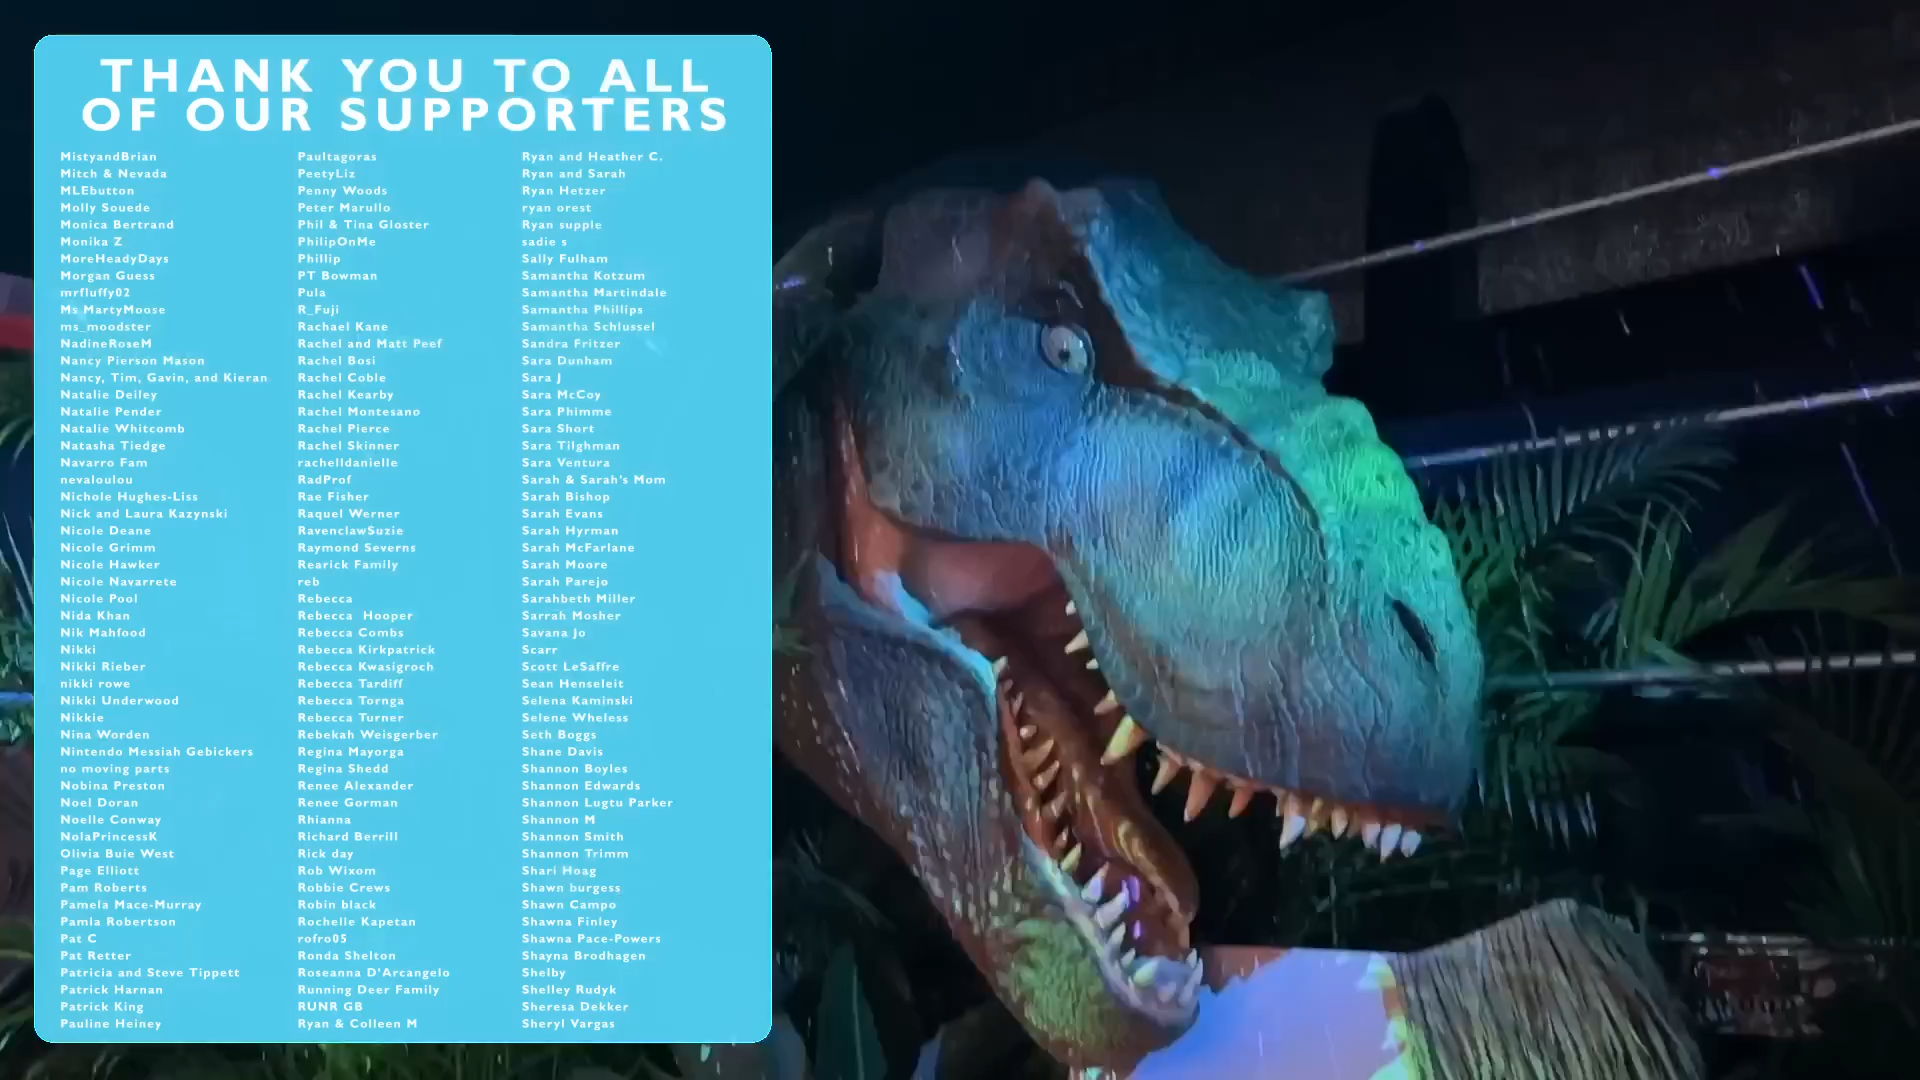 THANK YOU TO ALL
OF OUR SUPPORTERS
MistyandBrian
Mitch & Nevada
MLEbutton
Molly Souede
Monica Bertrand
Monika Z
MoreHeadyDays
Morgan Guess
mrfluffy02
Ms MartyMoose
ms_moodster
NadineRoseM
Nancy Pierson Mason
Nancy, Tim, Gavin, and Kieran
Natalie Deiley
Natalie Pender
Natalie Whitcomb
Natasha Tiedge
Navarro Fam
nevaloulou
Nichole Hughes-Liss
Nick and Laura Kazynski
Nicole Deane
Nicole Grimm
Nicole Hawker
Nicole Navarrete
Nicole Pool
Nida Khan
Nik Mahfood
Nikki
Nikki Rieber
nikki rowe
Nikki Underwood
Nikkie
Nina Worden
Nintendo Messiah Gebickers
no moving parts
Nobina Preston
Noel Doran
Noelle Conway
NolaPrincessK
Olivia Buie West
Page Elliott
Pam Roberts
Pamela Mace-Murray
Pamla Robertson
Pat C
Pat Retter
Patricia and Steve Tippett
Patrick Harnan
Patrick King
Pauline Heiney
Paultagoras
PeetyLiz
Penny Woods
Peter Marullo
Phil & Tina Gloster
PhilipOnMe
Phillip
PT Bowman
Pula
R_Fuji
Rachael Kane
Rachel and Matt Peef
Rachel Bosi
Rachel Coble
Rachel Kearby
Rachel Montesano
Rachel Pierce
Rachel Skinner
rachelldanielle
RadProf
Rae Fisher
Raquel Werner
RavenclawSuzie
Raymond Severns
Rearick Family
reb
Rebecca
Rebecca  Hooper
Rebecca Combs
Rebecca Kirkpatrick
Rebecca Kwasigroch
Rebecca Tardiff
Rebecca Tornga
Rebecca Turner
Rebekah Weisgerber
Regina Mayorga
Regina Shedd
Renee Alexander
Renee Gorman
Rhianna
Richard Berrill
Rick day
Rob Wixom
Robbie Crews
Robin black
Rochelle Kapetan
rofro05
Ronda Shelton
Roseanna D'Arcangelo
Running Deer Family
RUNR GB
Ryan & Colleen M
Ryan and Heather C.
Ryan and Sarah
Ryan Hetzer
ryan orest
Ryan supple
sadie s
Sally Fulham
Samantha Kotzum
Samantha Martindale
Samantha Phillips
Samantha Schlussel
Sandra Fritzer
Sara Dunham
Sara J
Sara McCoy
Sara Phimme
Sara Short
Sara Tilghman
Sara Ventura
Sarah & Sarah's Mom
Sarah Bishop
Sarah Evans
Sarah Hyrman
Sarah McFarlane
Sarah Moore
Sarah Parejo
Sarahbeth Miller
Sarrah Mosher
Savana Jo
Scarr
Scott LeSaffre
Sean Henseleit
Selena Kaminski
Selene Wheless
Seth Boggs
Shane Davis
Shannon Boyles
Shannon Edwards
Shannon Lugtu Parker
Shannon M
Shannon Smith
Shannon Trimm
Shari Hoag
Shawn burgess
Shawn Campo
Shawna Finley
Shawna Pace-Powers
Shayna Brodhagen
Shelby
Shelley Rudyk
Sheresa Dekker
Sheryl Vargas